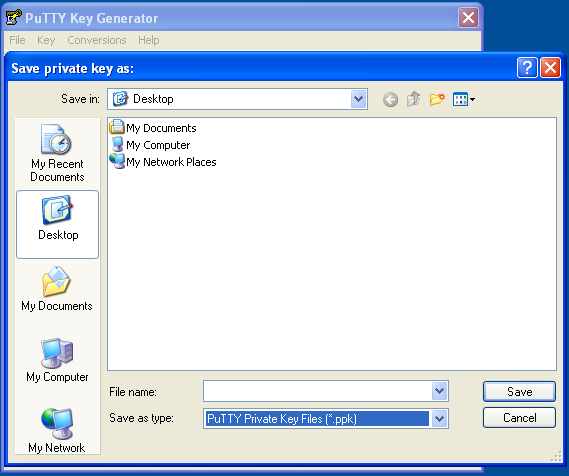 PuTTY Key Generator
File Key Conversions Help
Save private key as:
Save in: Desktop
My Documents
My Computer
My Network Places
My Recent
Documents
Desktop
My Documents
My Computer
My Network
File name:
Save
Save as type: PuTTY Private Key Files (*.ppk)
Cancel